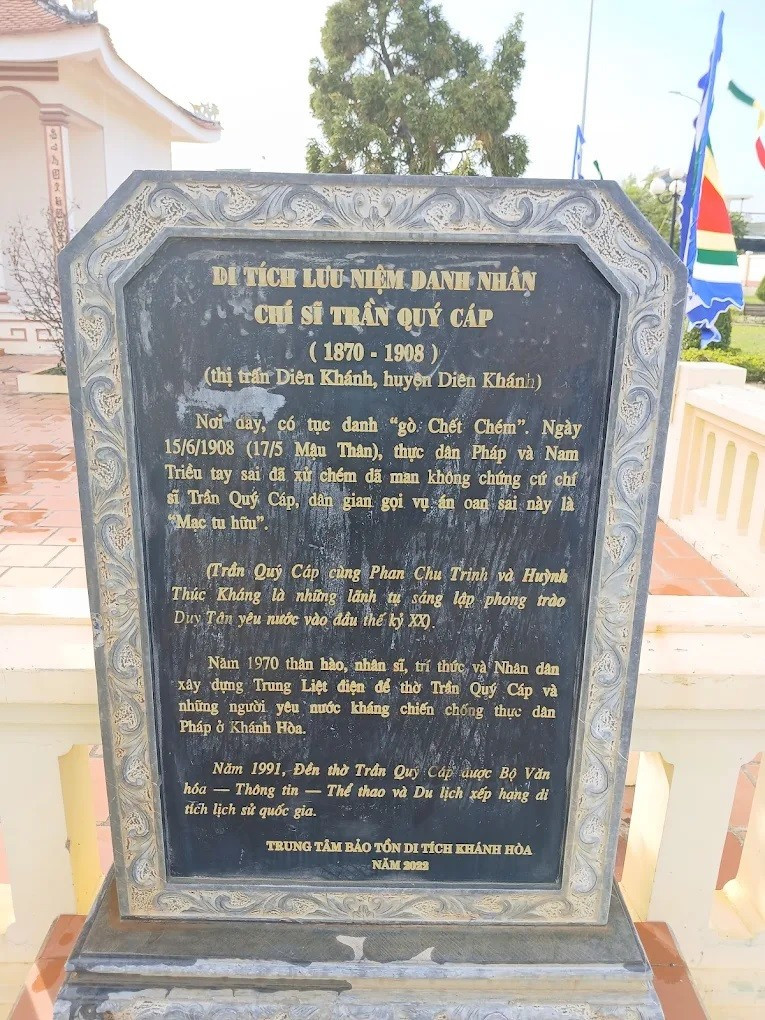 DI TÍCH LƯU NIỆM DANH NHÂN
CHÍ SĨ TRẦN QUÝ CÁP
( 1870 - 1908 )
(thị trấn Diên Khánh, huyện Diên Khánh)
Nơi đây, có tục danh “gò Chết Chém”. Ngày
15/6/1908 (17/5 Mậu Thân), thực dân Pháp và Nam
Triều tay sai đã xử chém dã man không chứng cứ chí
sĩ Trần Quý Cáp, dân gian gọi vụ án oan sai này là
“Mạc tu hữu”.
(Trần Quý Cáp cùng Phan Chu Trinh và Huỳnh
Thúc Kháng là những lãnh tụ sáng lập phong trào
Duy Tân yêu nước vào đầu thế kỷ XX).
Năm 1970 thân hào, nhân sĩ, trí thức và Nhân dân
xây dựng Trung Liệt điện để thờ Trần Quý Cáp và
những người yêu nước kháng chiến chống thực dân
Pháp ở Khánh Hòa.
Năm 1991, Đền thờ Trần Quý Cáp được Bộ Văn
hóa — Thông tin — Thể thao và Du lịch xếp hạng di
tích lịch sử quốc gia.
TRUNG TÂM BẢO TỒN DI TÍCH KHÁNH HÒA
NĂM 2022